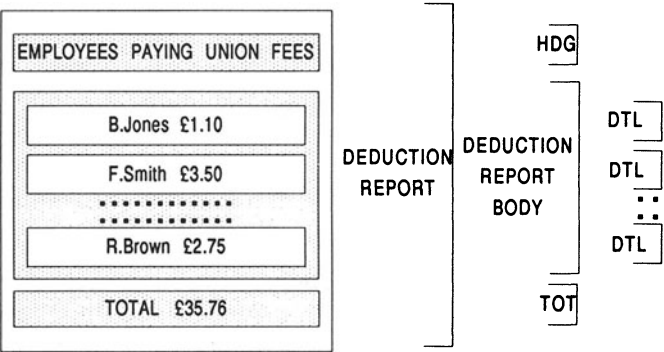 EMPLOYEES PAYING UNION FEES
B.Jones £1.10
F.Smith £3.50
R.Brown £2.75
TOTAL £35.76
DEDUCTION
REPORT
HDG
DEDUCTION
REPORT
BODY
TOT
DTL
DTL
DTL